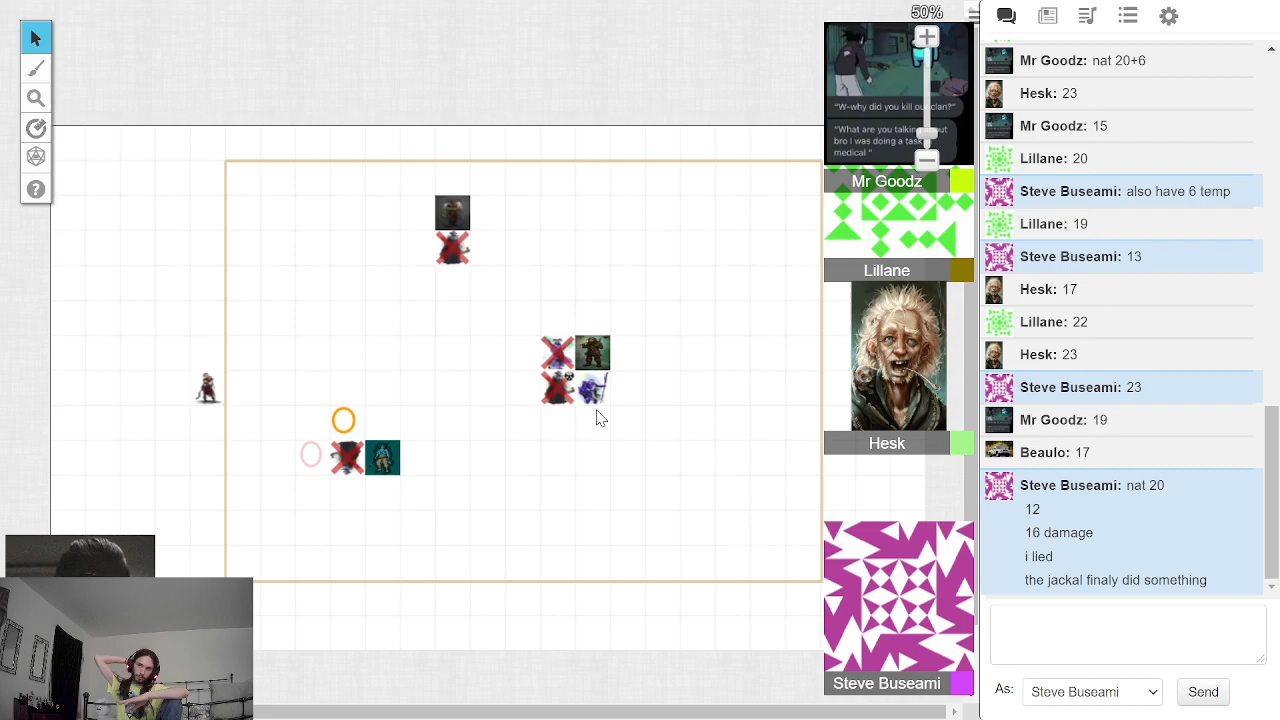 50%
"W-why did you kill our clan?"
"What are you talking about
bro I was doing a task
medical "
Mr Goodz
Lillane
Hesk
Steve Buseami
Mr Goodz: nat 20+6
Hesk: 23
Mr Goodz: 15
Lillane: 20
Steve Buseami: also have 6 temp
Lillane: 19
Steve Buseami: 13
Hesk: 17
Lillane: 22
Hesk: 23
Steve Buseami: 23
Mr Goodz: 19
Beaulo: 17
Steve Buseami: nat 20
12
16 damage
i lied
the jackal finaly did something
As:
Steve Buseami
Send